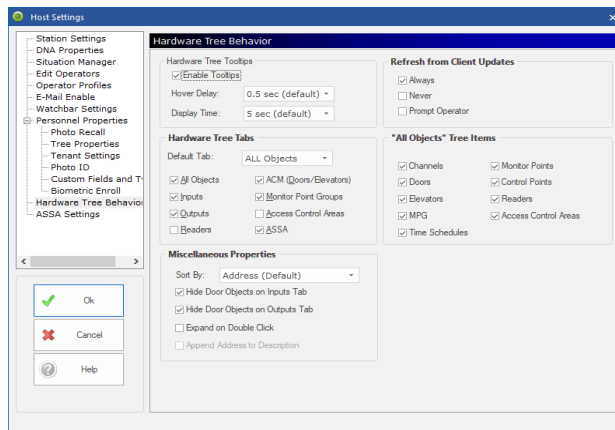 Host Settings
Station Settings
DNA Properties
Situation Manager
Edit Operators
Operator Profiles
E-Mail Enable
Watchbar Settings
Personnel Properties
Photo Recall
Tree Properties
Tenant Settings
Photo ID
Custom Fields and T
Biometric Enroll
Hardware Tree Behavior
ASSA Settings
Ok
Cancel
Help
Hardware Tree Behavior
Hardware Tree Tooltips
Enable Tooltips
Hover Delay: 0.5 sec (default)
Display Time: 5 sec (default)
Refresh from Client Updates
Always
Never
Prompt Operator
Hardware Tree Tabs
Default Tab: ALL Objects
All Objects ACM (Doors/Elevators)
Inputs Monitor Point Groups
Outputs Access Control Areas
Readers ASSA
"All Objects" Tree Items
Channels Monitor Points
Doors Control Points
Elevators Readers
MPG Access Control Areas
Time Schedules
Miscellaneous Properties
Sort By: Address (Default)
Hide Door Objects on Inputs Tab
Hide Door Objects on Outputs Tab
Expand on Double Click
Append Address to Description